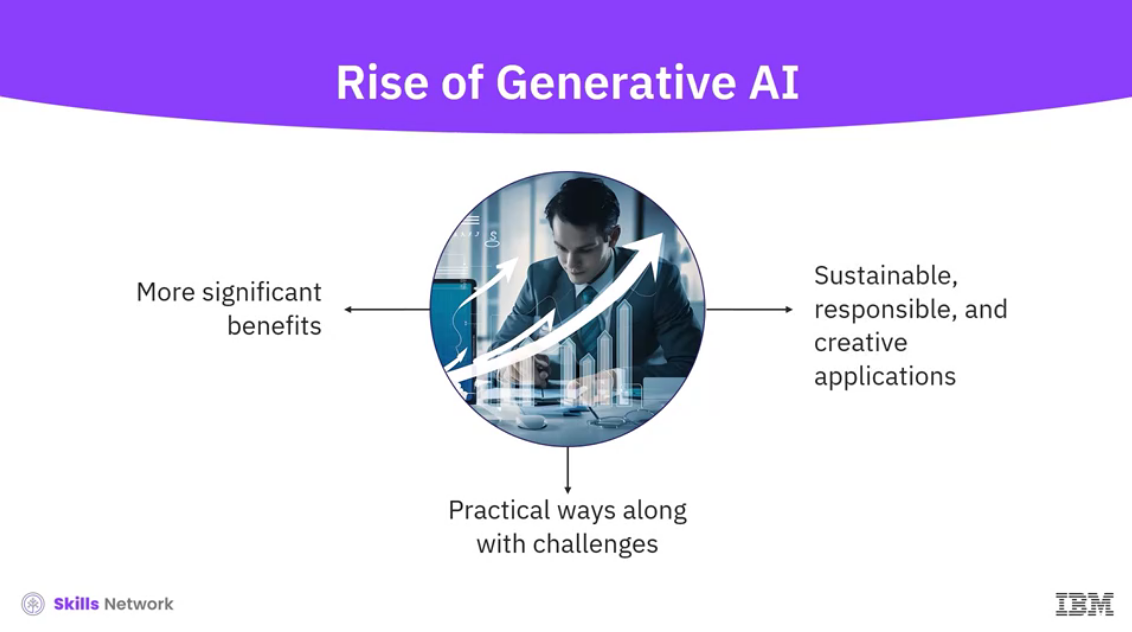 Rise of Generative AI
More significant
benefits
Sustainable,
responsible, and
creative
applications
Practical ways along
with challenges
Skills Network
IBM